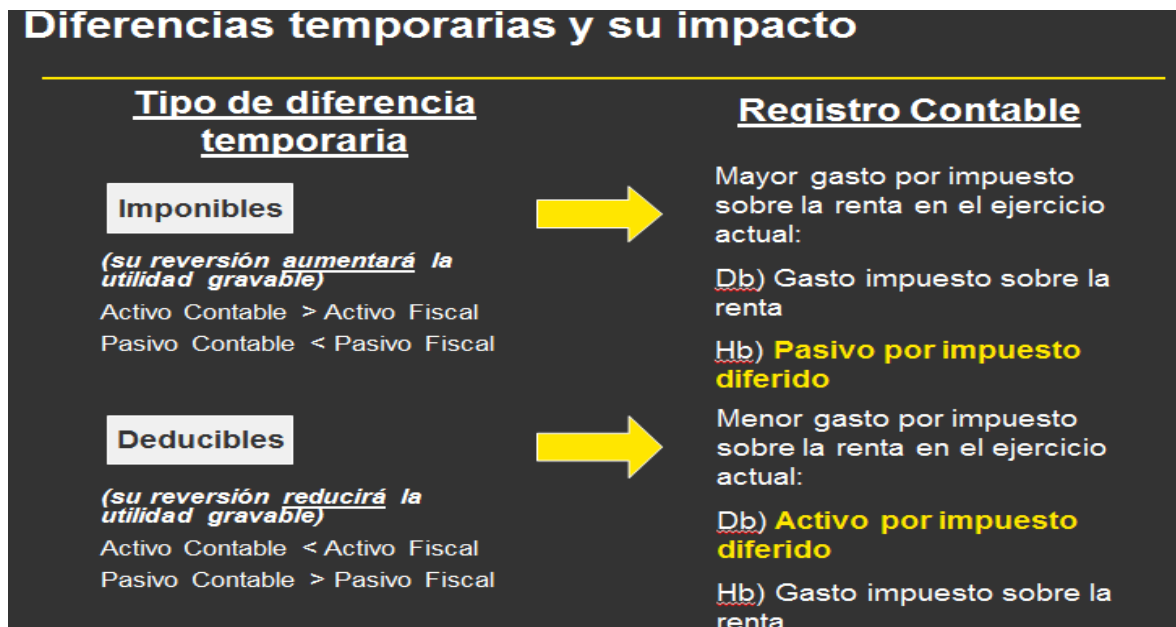 Diferencias temporarias y su impacto
Tipo de diferencia
temporaria
Imponibles
(su reversión aumentará la
utilidad gravable)
Activo Contable > Activo Fiscal
Pasivo Contable < Pasivo Fiscal
Deducibles
(su reversión reducirá la
utilidad gravable)
Activo Contable < Activo Fiscal
Pasivo Contable > Pasivo Fiscal
Registro Contable
Mayor gasto por impuesto
sobre la renta en el ejercicio
actual:
Db) Gasto impuesto sobre la
renta
Hb) Pasivo por impuesto
diferido
Menor gasto por impuesto
sobre la renta en el ejercicio
actual:
Db) Activo por impuesto
diferido
Hb) Gasto impuesto sobre la
renta